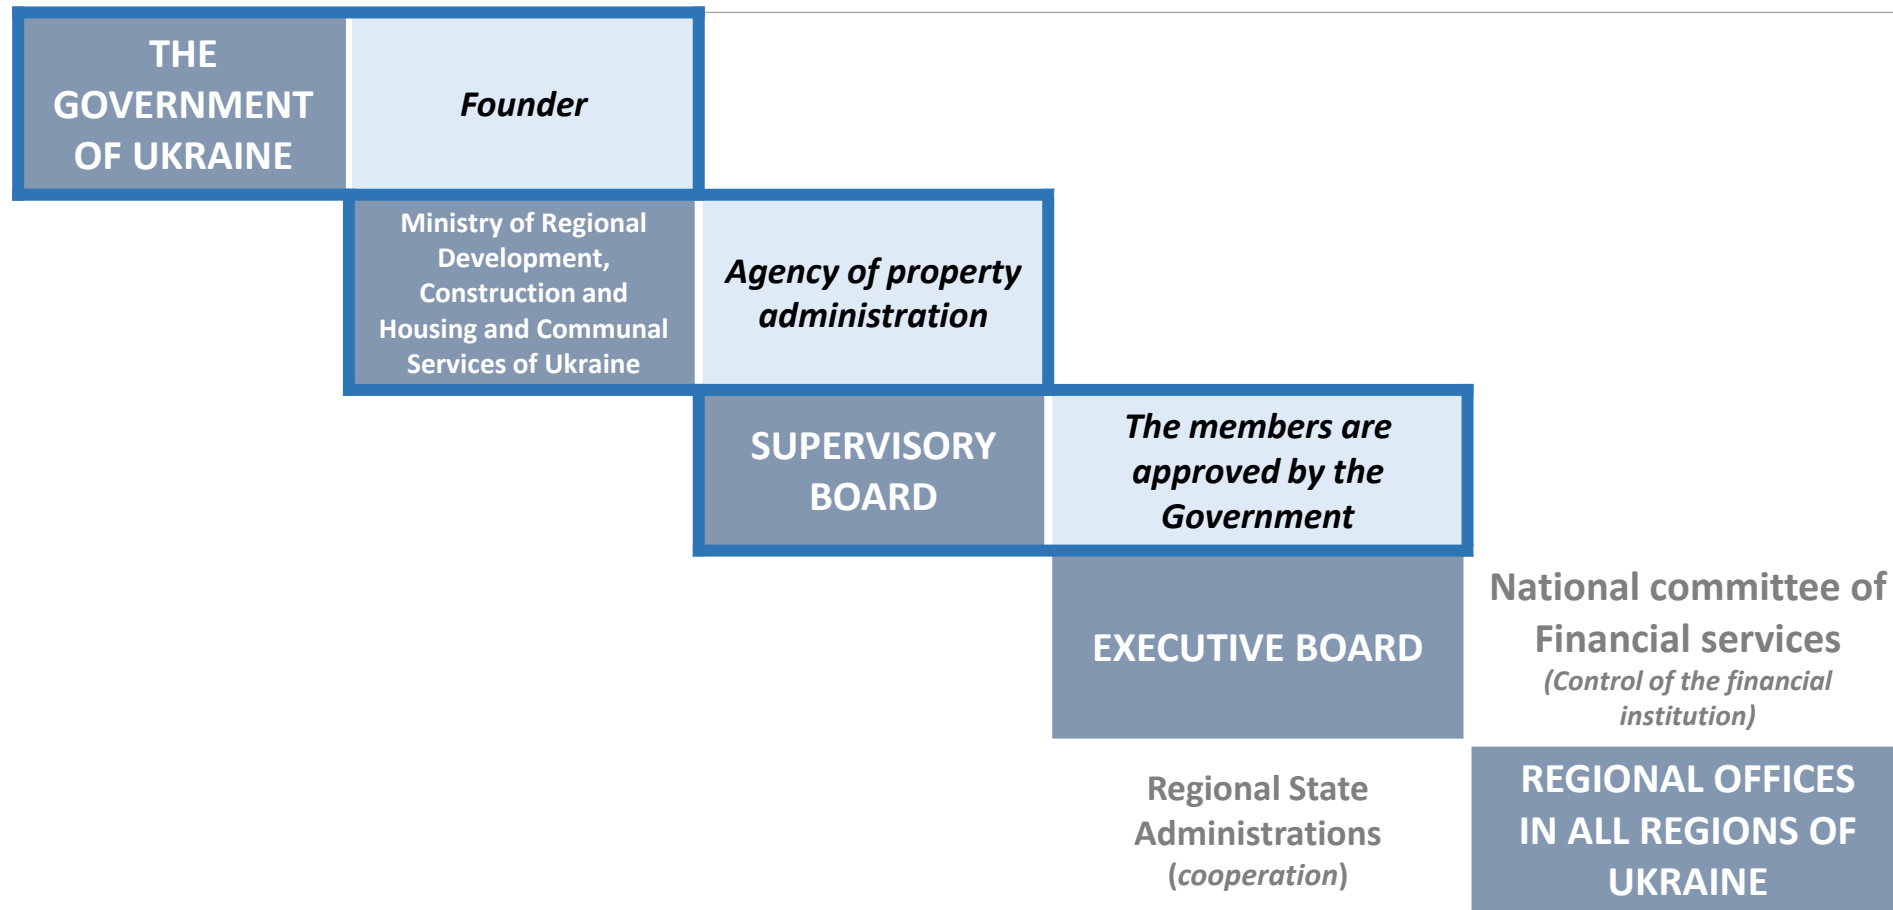 THE
GOVERNMENT
OF UKRAINE
Founder
Ministry of Regional
Development,
Construction and
Housing and Communal
Services of Ukraine
Agency of property
administration
SUPERVISORY
BOARD
The members are
approved by the
Government
EXECUTIVE BOARD
National committee of
Financial services
(Control of the financial
institution)
Regional State
Administrations
(cooperation)
REGIONAL OFFICES
IN ALL REGIONS OF
UKRAINE